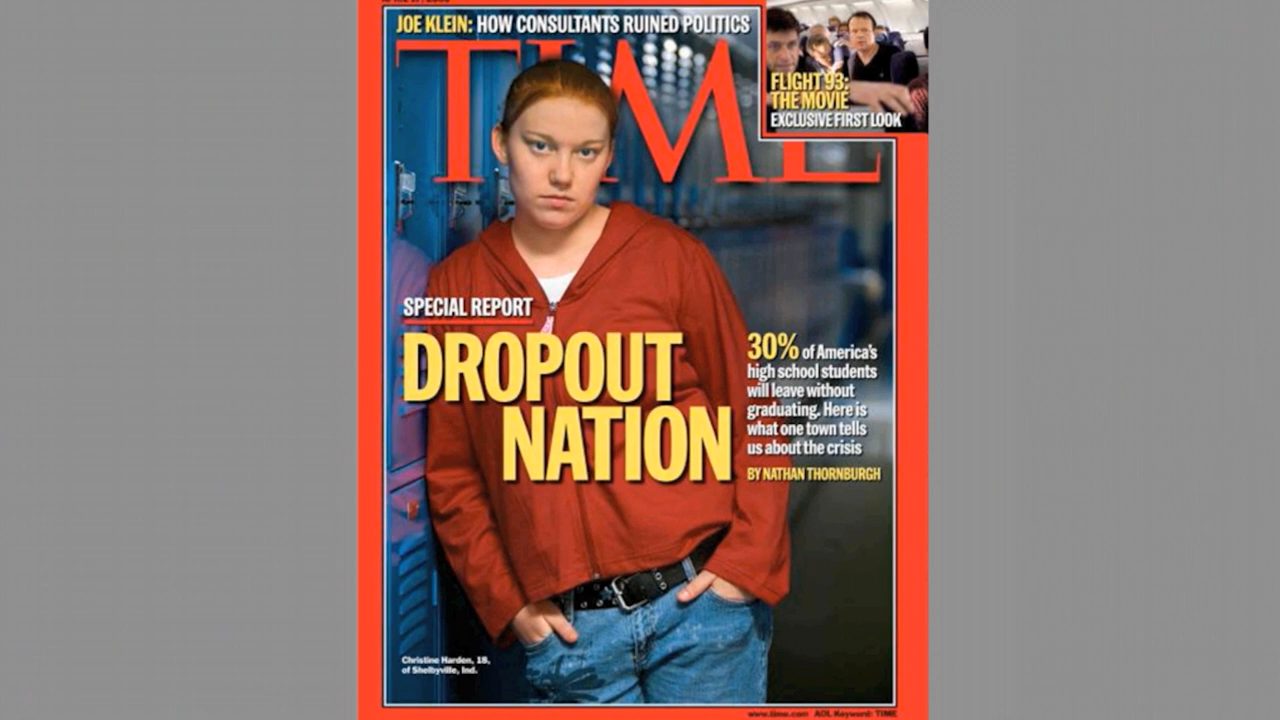 JOE KLEIN: HOW CONSULTANTS RUINED POLITICS
TIME
FLIGHT 93:
THE MOVIE
EXCLUSIVE FIRST LOOK
SPECIAL REPORT
DROPOUT
NATION
30% of America's
high school students
will leave without
graduating. Here is
what one town tells
us about the crisis
BY NATHAN THORNBURGH
Christine Harden, 18,
of Shelbyville, Ind.
www.time.com AOL Keyword: TIME